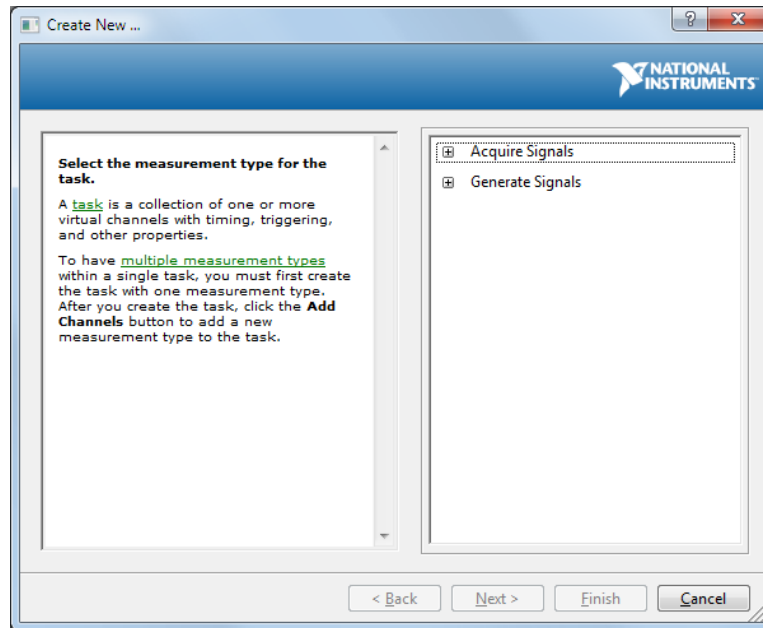 Create New ...
NATIONAL
INSTRUMENTS
Select the measurement type for the
task.
A task is a collection of one or more
virtual channels with timing, triggering,
and other properties.
To have multiple measurement types
within a single task, you must first create
the task with one measurement type.
After you create the task, click the Add
Channels button to add a new
measurement type to the task.
Acquire Signals
Generate Signals
< Back
Next >
Finish
Cancel